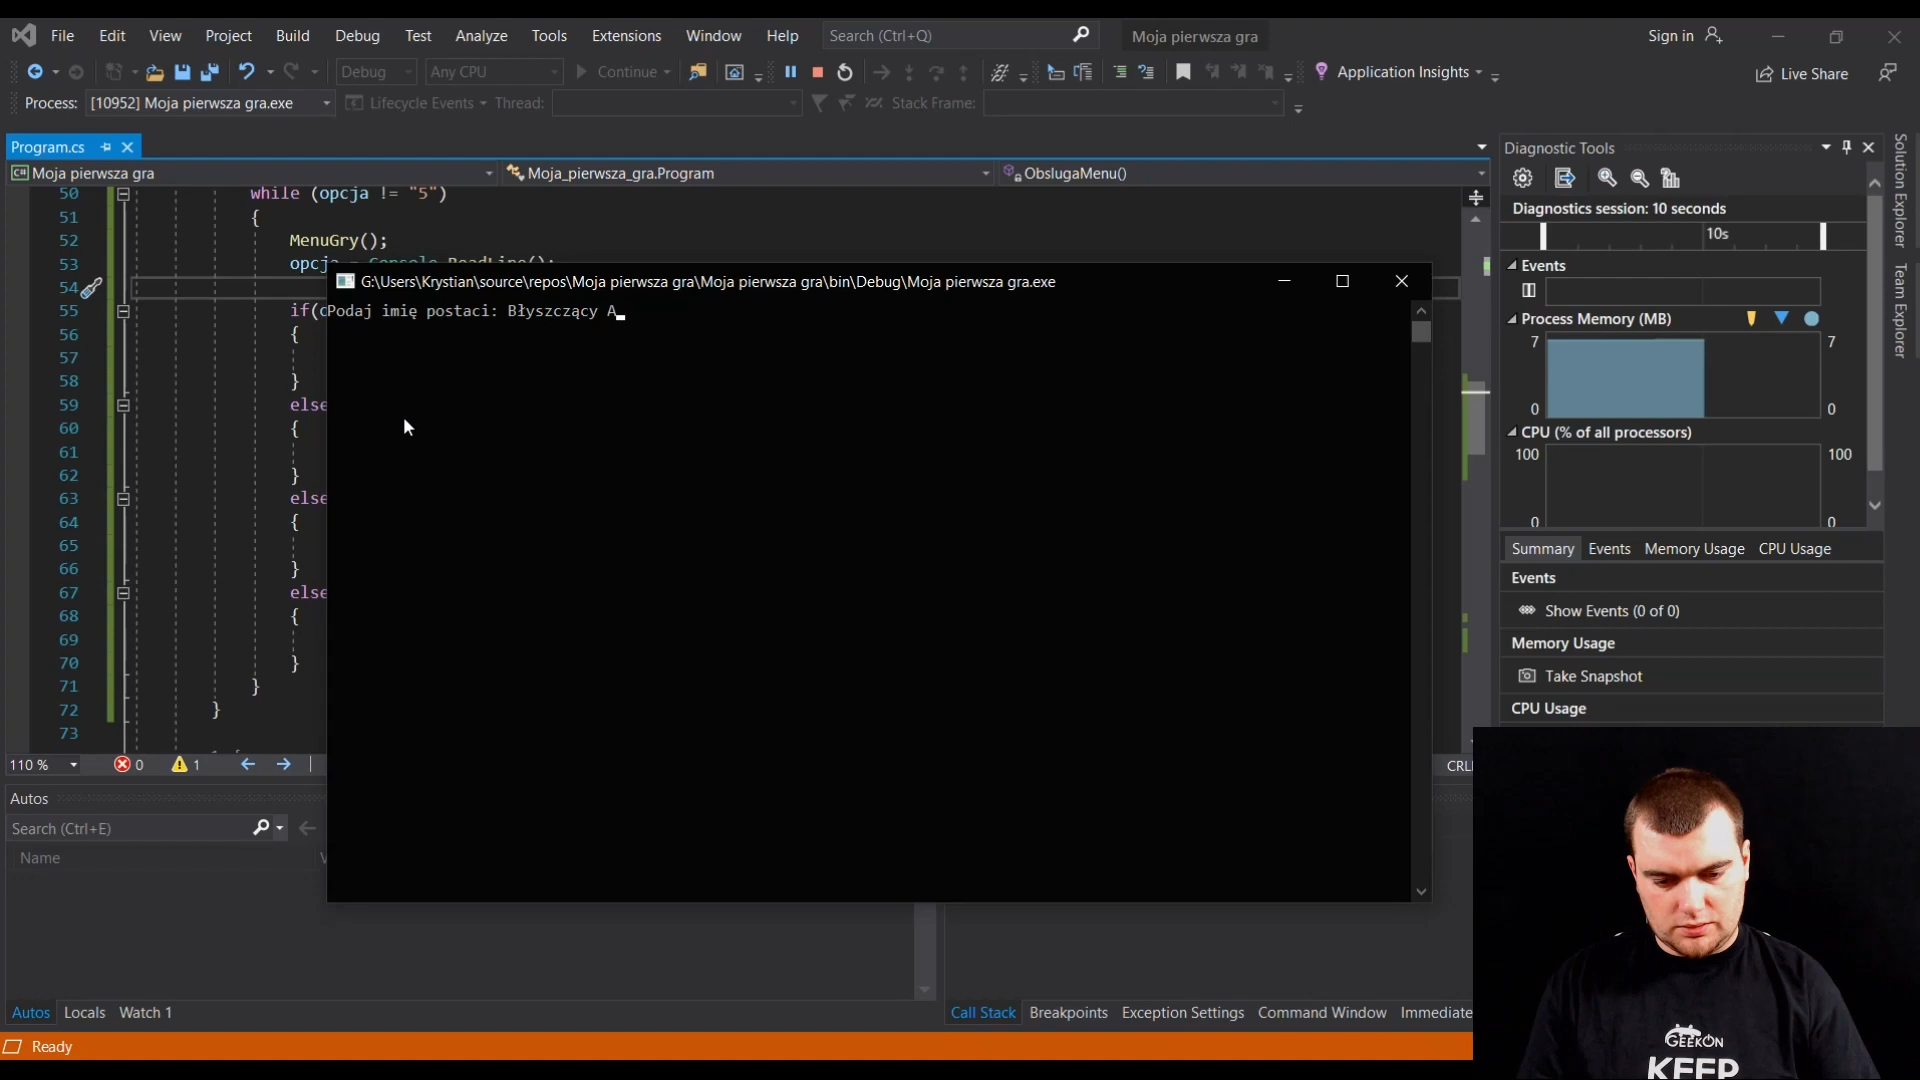 File Edit View Project Build Debug Test Analyze Tools Extensions Window Help Search (Ctrl+Q) Moja pierwsza gra Sign in
Debug Any CPU Continue Application Insights Live Share
Process: [10952] Moja pierwsza gra.exe Lifecycle Events Thread: Stack Frame:
Program.cs
Moja pierwsza gra Moja_pierwsza_gra.Program ObslugaMenu()
50 while (opcja != "5")
51 {
52 MenuGry();
53 opcja = Console.ReadLine();
54
55 if(
56 {
57
58 }
59 else
60 {
61
62 }
63 else
64 {
65
66 }
67 else
68 {
69
70 }
71 }
72 }
73
G:\Users\Krystian\source\repos\Moja pierwsza gra\Moja pierwsza gra\bin\Debug\Moja pierwsza gra.exe
Podaj imię postaci: Błyszczący A_
110 % 0 1 CRL
Autos
Search (Ctrl+E)
Name
Autos Locals Watch 1
Call Stack Breakpoints Exception Settings Command Window Immediate
Ready
Diagnostic Tools
Diagnostics session: 10 seconds
10s
Events
Process Memory (MB)
7 7
0 0
CPU (% of all processors)
100 100
0 0
Summary Events Memory Usage CPU Usage
Events
Show Events (0 of 0)
Memory Usage
Take Snapshot
CPU Usage
Solution Explorer
Team Explorer
GEEKON
KEEP